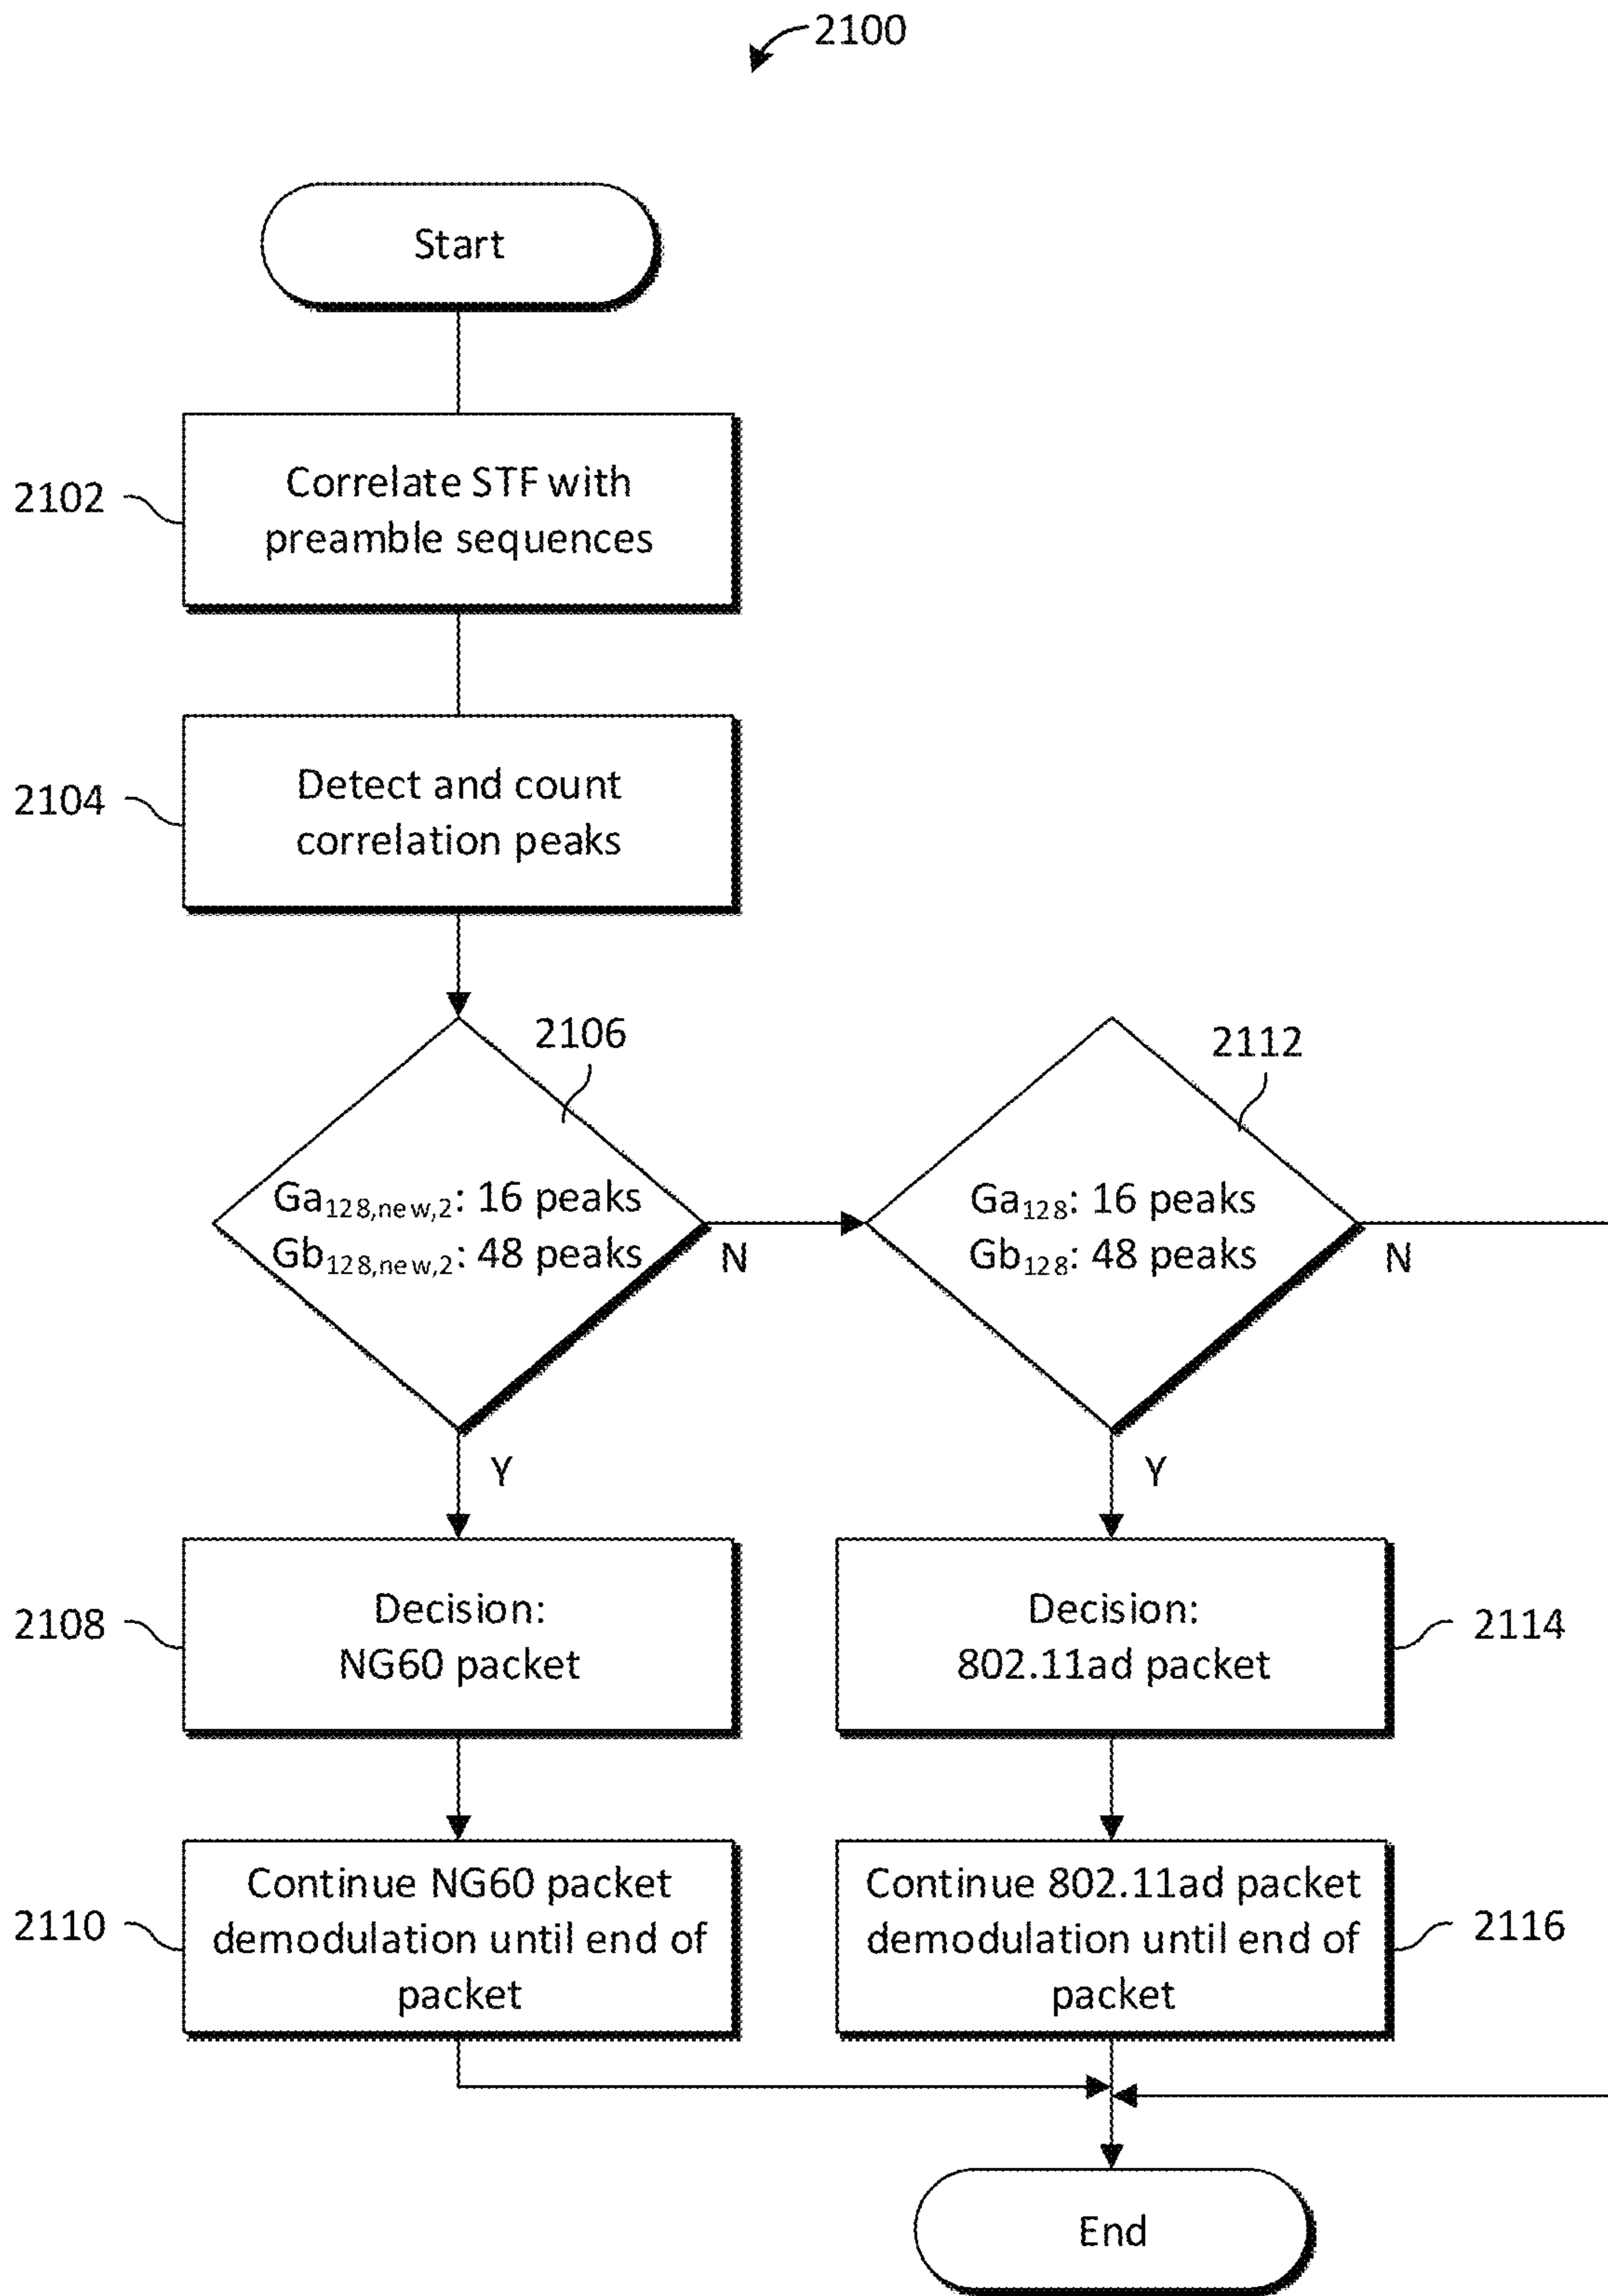 2100
Start
2102
Correlate STF with
preamble sequences
2104
Detect and count
correlation peaks
2106
Ga128,new,2: 16 peaks
Gb128,new,2: 48 peaks
N
Y
2112
Ga128: 16 peaks
Gb128: 48 peaks
N
Y
2108
Decision:
NG60 packet
Decision:
802.11ad packet
2114
2110
Continue NG60 packet
demodulation until end of
packet
Continue 802.11ad packet
demodulation until end of
packet
2116
End